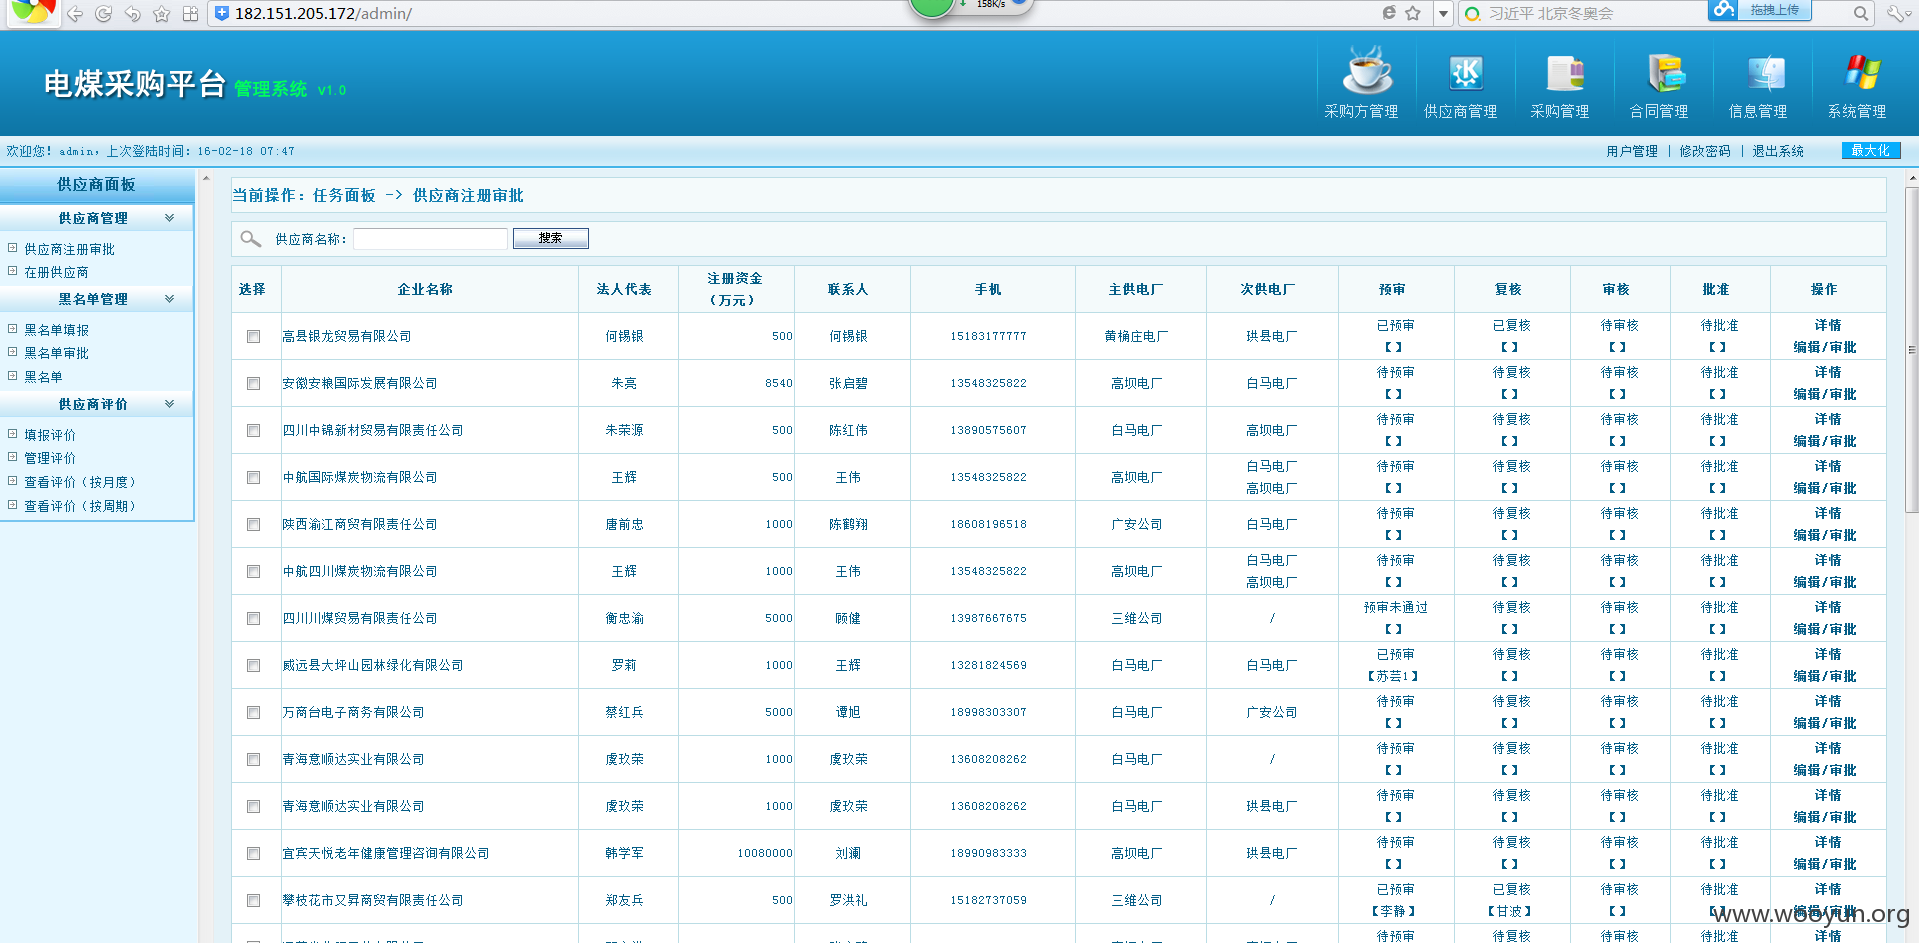 182.151.205.172/admin/
158K/s
习近平 北京冬奥会
拖拽上传
电煤采购平台 管理系统 v1.0
采购方管理 供应商管理 采购管理 合同管理 信息管理 系统管理
欢迎您! admin, 上次登陆时间: 16-02-18 07:47
用户管理 | 修改密码 | 退出系统 最大化
供应商面板
供应商管理
供应商注册审批
在册供应商
黑名单管理
黑名单填报
黑名单审批
黑名单
供应商评价
填报评价
管理评价
查看评价（按月度）
查看评价（按周期）
当前操作: 任务面板 -> 供应商注册审批
供应商名称: 搜索
选择 企业名称 法人代表 注册资金（万元） 联系人 手机 主供电厂 次供电厂 预审 复核 审核 批准 操作
高县银龙贸易有限公司 何锡银 500 何锡银 15183177777 黄桷庄电厂 珙县电厂 已预审 已复核 待审核 待批准 详情
【】 【】 【】 【】 编辑/审批
安徽安粮国际发展有限公司 朱亮 8540 张启碧 13548325822 高坝电厂 白马电厂 待预审 待复核 待审核 待批准 详情
【】 【】 【】 【】 编辑/审批
四川中锦新材贸易有限责任公司 朱荣源 500 陈红伟 13890575607 白马电厂 高坝电厂 待预审 待复核 待审核 待批准 详情
【】 【】 【】 【】 编辑/审批
中航国际煤炭物流有限公司 王辉 500 王伟 13548325822 高坝电厂 白马电厂 待预审 待复核 待审核 待批准 详情
高坝电厂 【】 【】 【】 【】 编辑/审批
陕西渝江商贸有限责任公司 唐前忠 1000 陈鹤翔 18608196518 广安公司 白马电厂 待预审 待复核 待审核 待批准 详情
【】 【】 【】 【】 编辑/审批
中航四川煤炭物流有限公司 王辉 1000 王伟 13548325822 高坝电厂 白马电厂 待预审 待复核 待审核 待批准 详情
高坝电厂 【】 【】 【】 【】 编辑/审批
四川川煤贸易有限责任公司 衡忠渝 5000 顾健 13987667675 三维公司 / 预审未通过 待复核 待审核 待批准 详情
【】 【】 【】 【】 编辑/审批
威远县大坪山园林绿化有限公司 罗莉 1000 王辉 13281824569 白马电厂 白马电厂 已预审 待复核 待审核 待批准 详情
【苏芸1】 【】 【】 【】 编辑/审批
万商台电子商务有限公司 蔡红兵 5000 谭旭 18998303307 白马电厂 广安公司 待预审 待复核 待审核 待批准 详情
【】 【】 【】 【】 编辑/审批
青海意顺达实业有限公司 虞玖荣 1000 虞玖荣 13608208262 白马电厂 / 待预审 待复核 待审核 待批准 详情
【】 【】 【】 【】 编辑/审批
青海意顺达实业有限公司 虞玖荣 1000 虞玖荣 13608208262 白马电厂 珙县电厂 待预审 待复核 待审核 待批准 详情
【】 【】 【】 【】 编辑/审批
宜宾天悦老年健康管理咨询有限公司 韩学军 10080000 刘澜 18990983333 高坝电厂 珙县电厂 待预审 待复核 待审核 待批准 详情
【】 【】 【】 【】 编辑/审批
攀枝花市又昇商贸有限责任公司 郑友兵 500 罗洪礼 15182737059 三维公司 / 已预审 已复核 待审核 待批准 详情
【李静】 【甘波】 【】 【】 编辑/审批
待预审 待复核 待审核 待批准 详情
www.wooyun.org